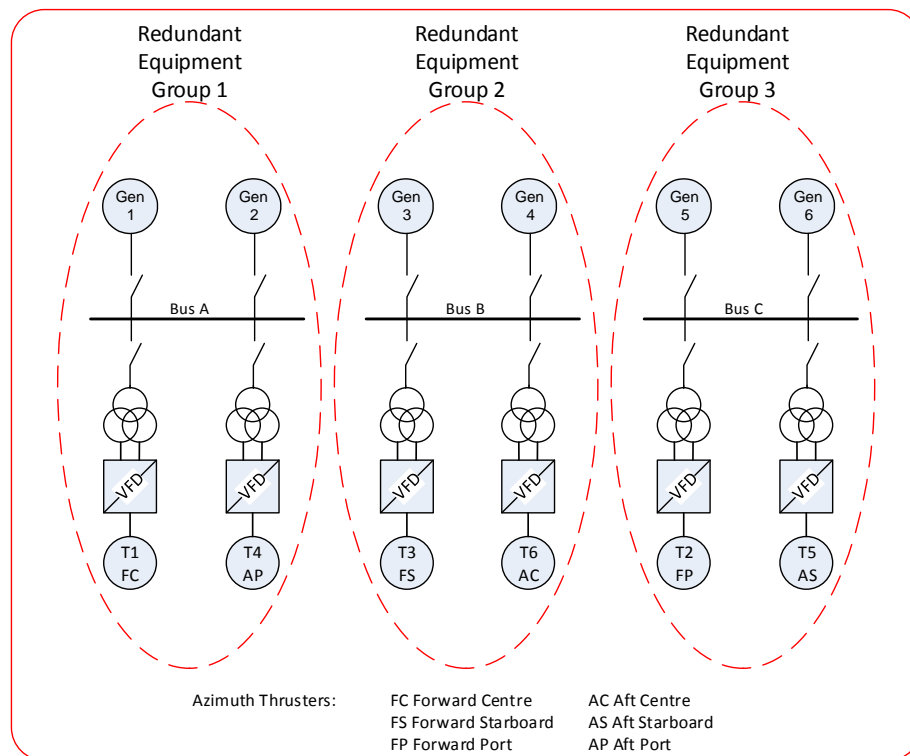 Redundant
Equipment
Group 1
Redundant
Equipment
Group 2
Redundant
Equipment
Group 3
Gen
1
Gen
2
Gen
3
Gen
4
Gen
5
Gen
6
Bus A
Bus B
Bus C
VFD
VFD
VFD
VFD
VFD
VFD
T1
FC
T4
AP
T3
FS
T6
AC
T2
FP
T5
AS
Azimuth Thrusters:
FC Forward Centre
AC Aft Centre
FS Forward Starboard
AS Aft Starboard
FP Forward Port
AP Aft Port